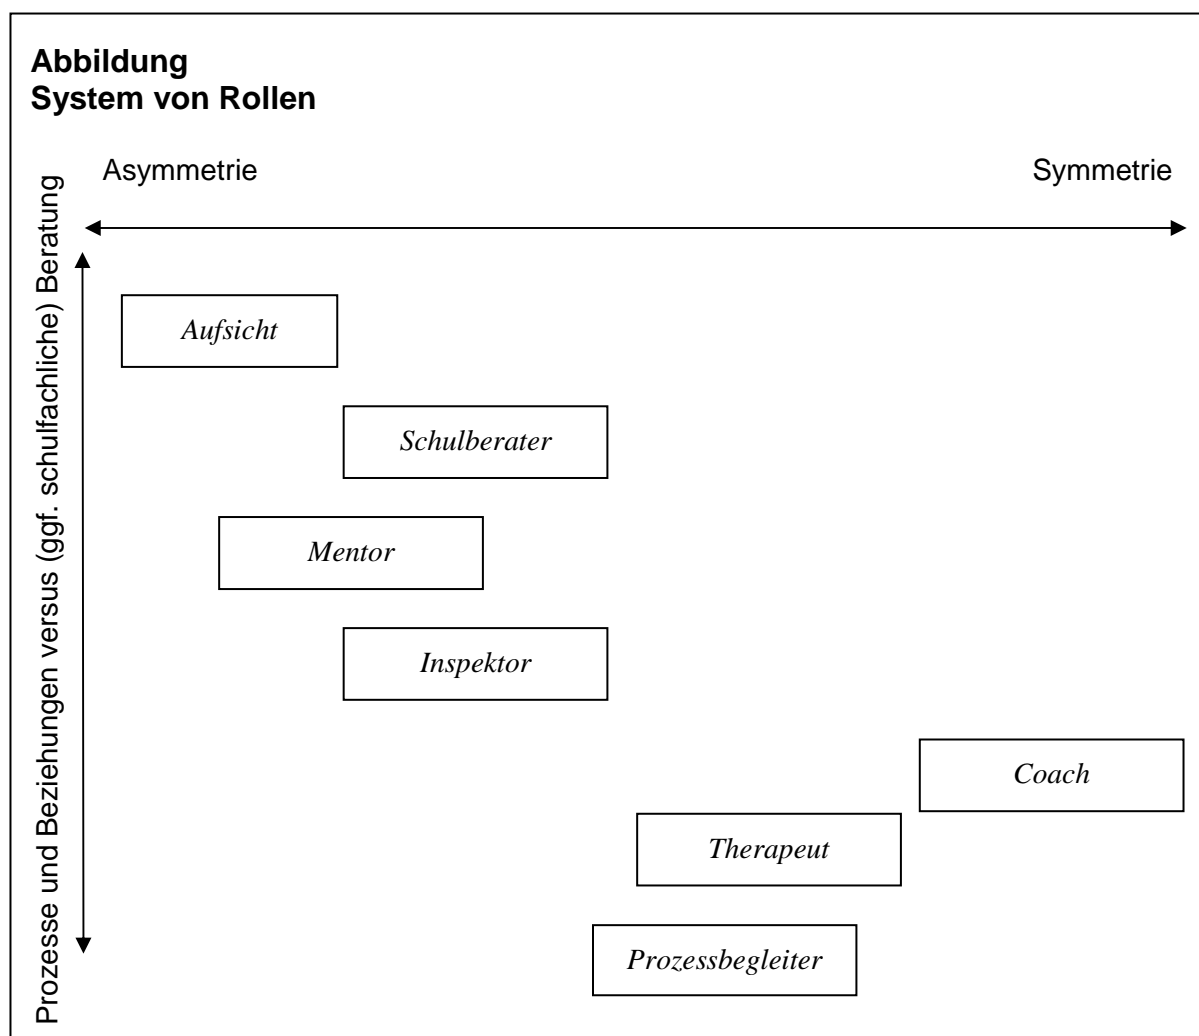 Abbildung
System von Rollen
Asymmetrie
Symmetrie
Prozesse und Beziehungen versus (ggf. schulfachliche) Beratung
Aufsicht
Schulberater
Mentor
Inspektor
Coach
Therapeut
Prozessbegleiter